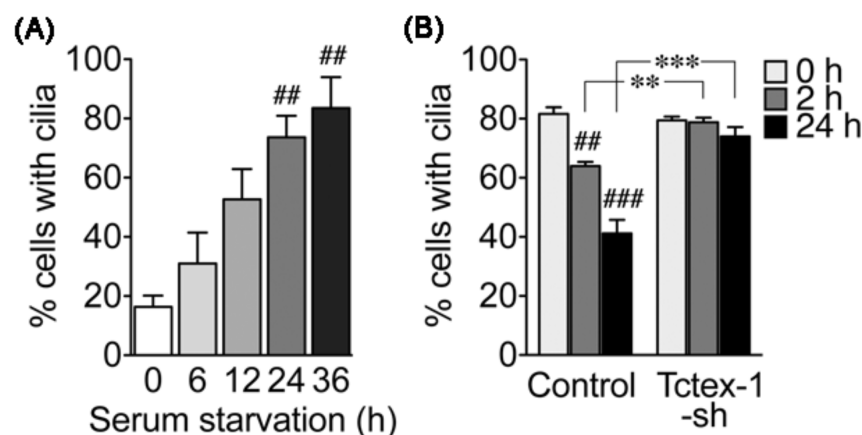 (A)
% cells with cilia
100
80
60
40
20
0
##
##
0 6 12 24 36
Serum starvation (h)
(B)
% cells with cilia
100
80
60
40
20
0
***
**
##
###
0 h
2 h
24 h
Control
Tctex-1
-sh